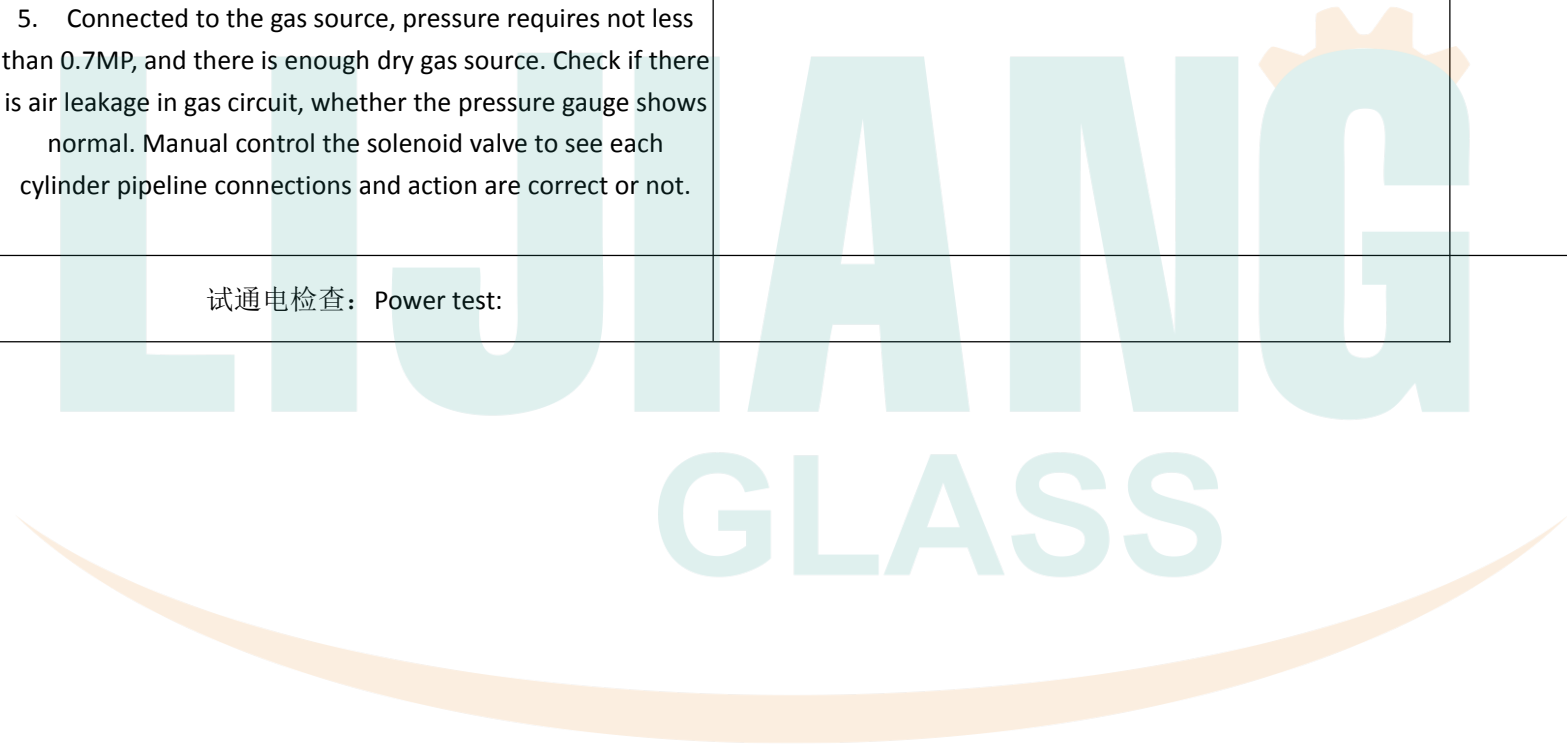 5. Connected to the gas source, pressure requires not less
than 0.7MP, and there is enough dry gas source. Check if there
is air leakage in gas circuit, whether the pressure gauge shows
normal. Manual control the solenoid valve to see each
cylinder pipeline connections and action are correct or not.
试通电检查：Power test:
LIJIANG
GLASS